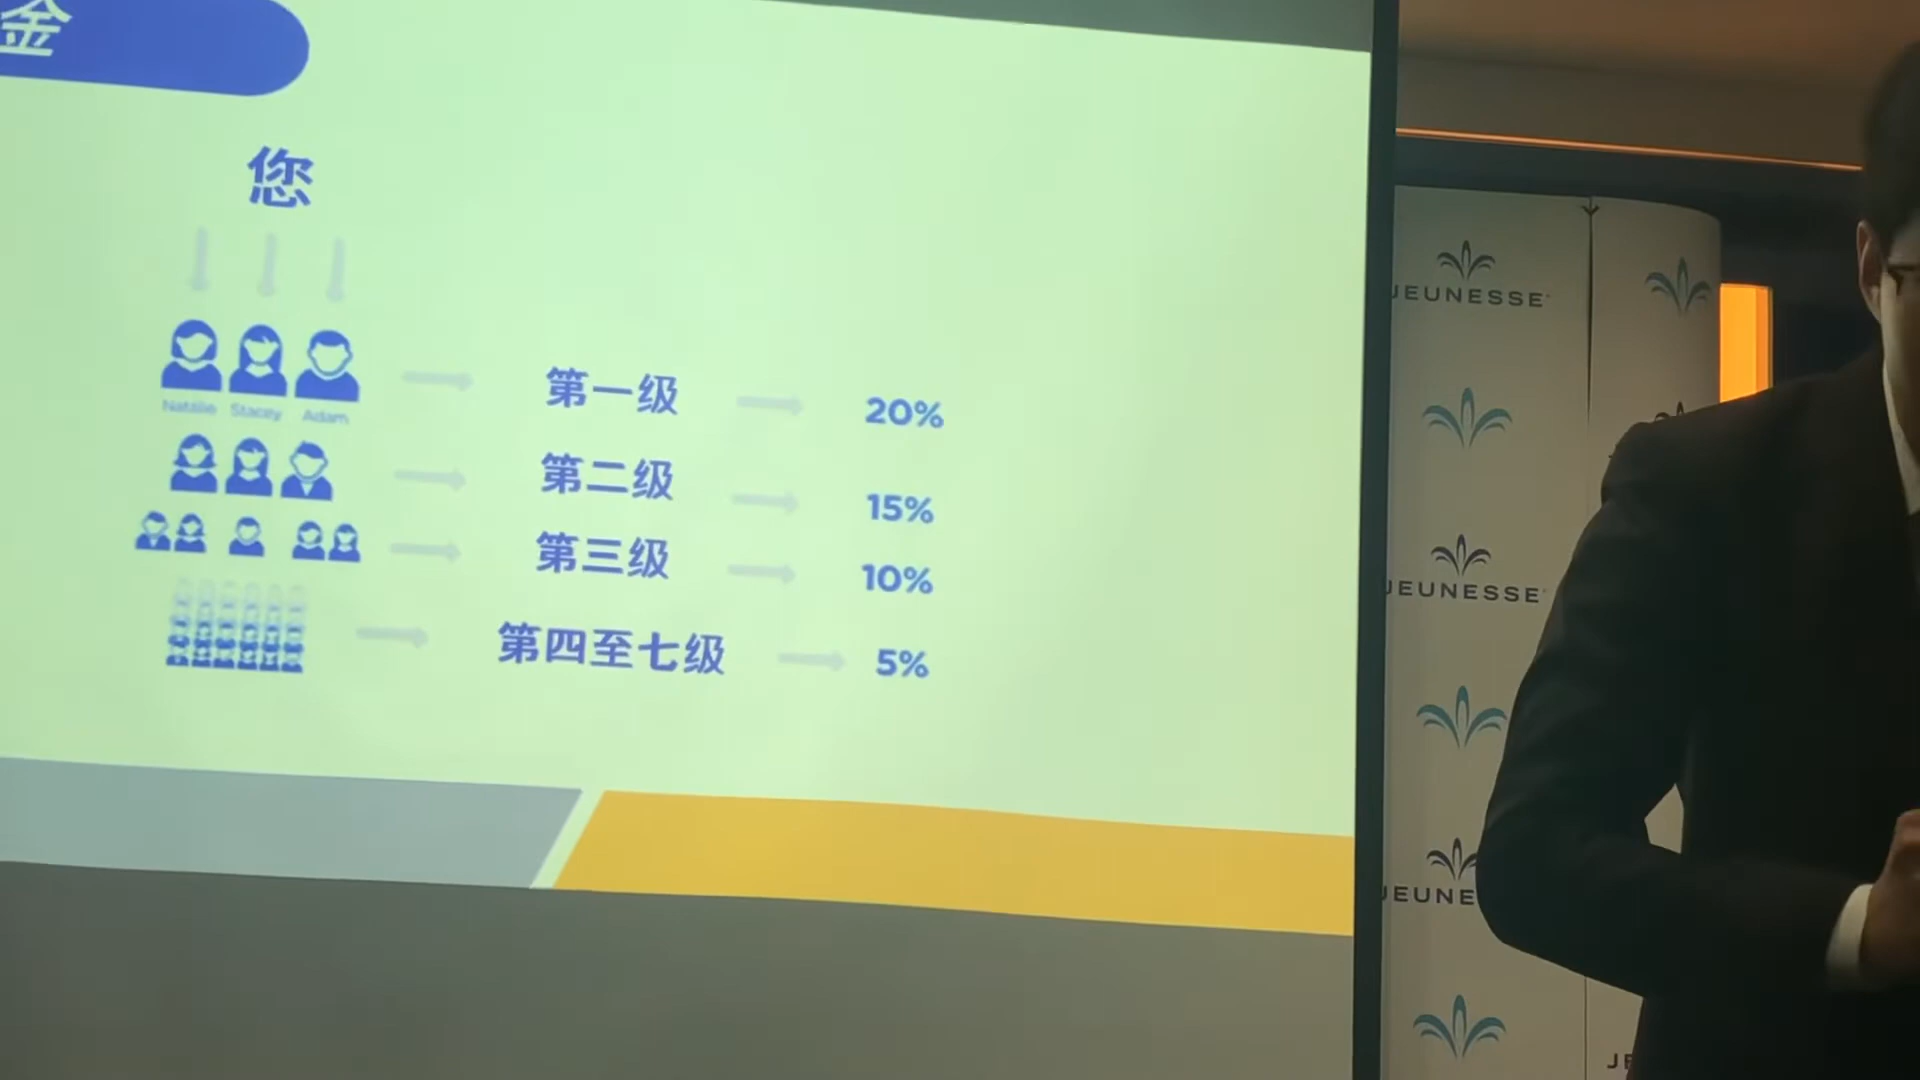 金
您
Natalie Stacey Adam
第一级 20%
第二级 15%
第三级 10%
第四至七级 5%
JEUNESSE
JEUNESSE
JEUNE
JE